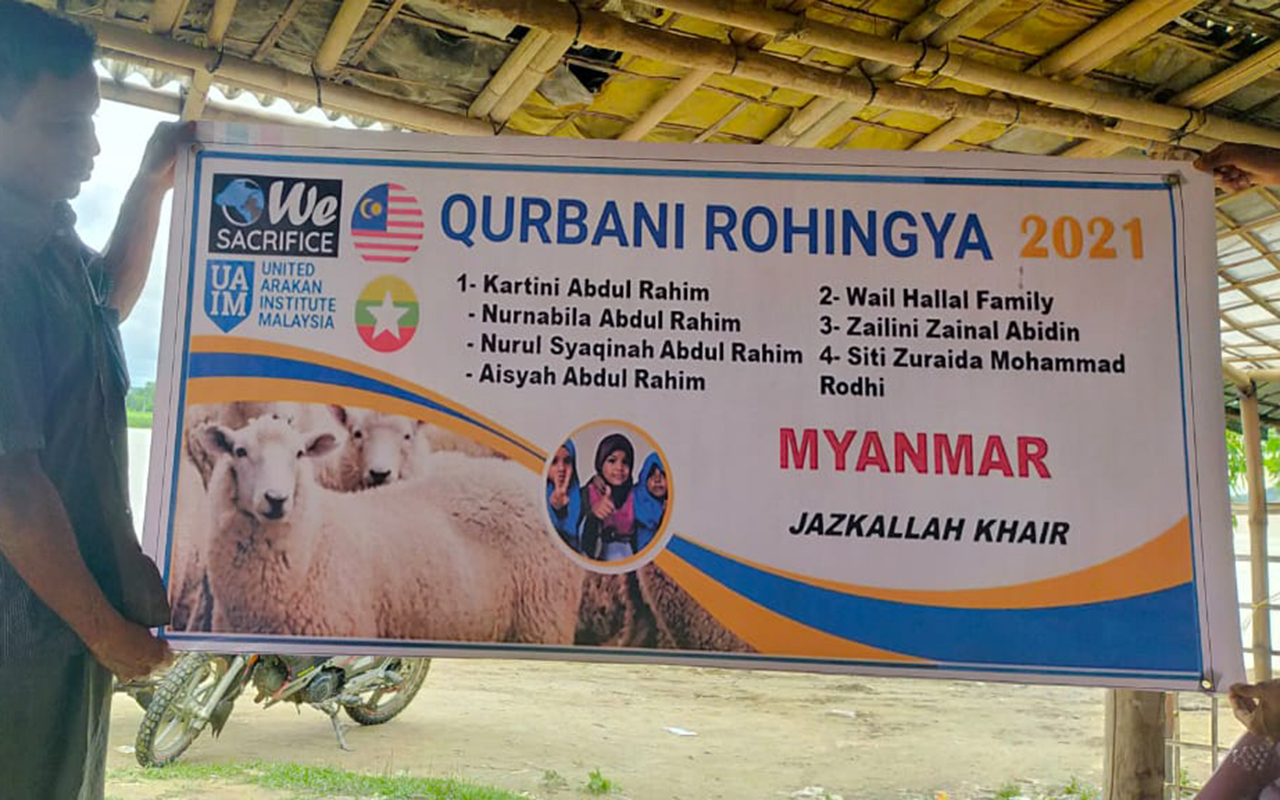 We
SACRIFICE
UA
IM
UNITED
ARAKAN
INSTITUTE
MALAYSIA
QURBANI ROHINGYA 2021
1- Kartini Abdul Rahim
- Nurnabila Abdul Rahim
- Nurul Syaqinah Abdul Rahim
- Aisyah Abdul Rahim
2- Wail Hallal Family
3- Zailini Zainal Abidin
4- Siti Zuraida Mohammad
Rodhi
MYANMAR
JAZKALLAH KHAIR